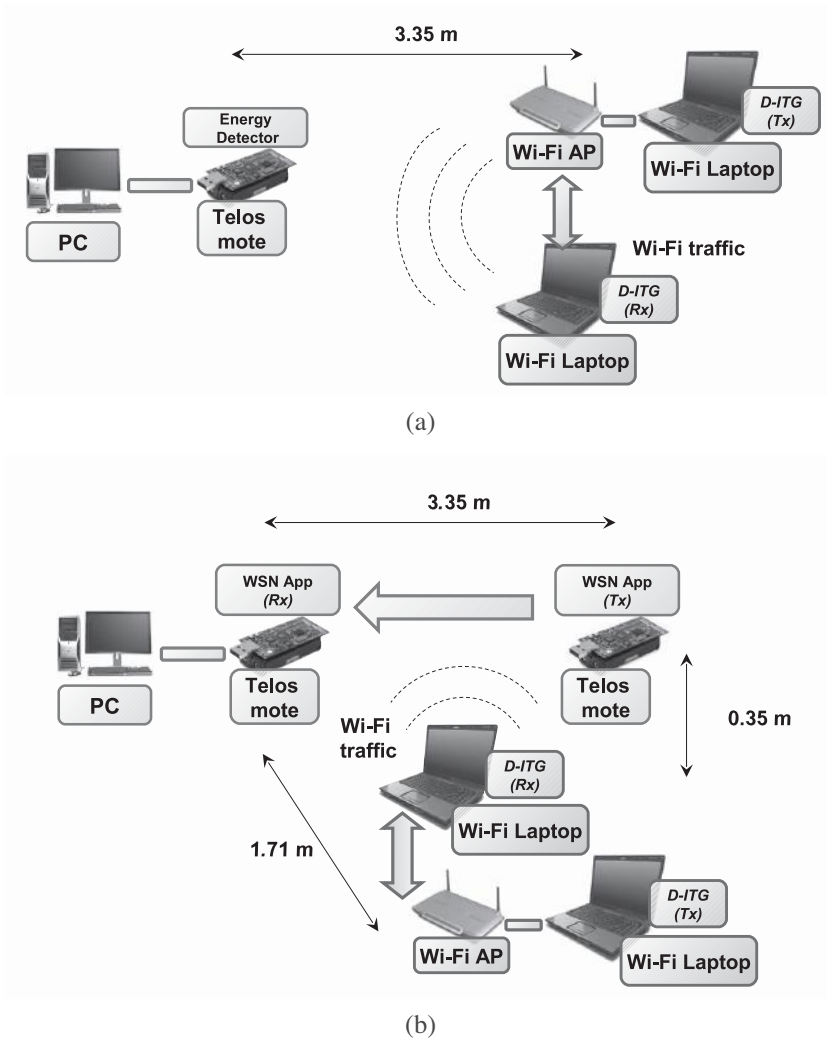 3.35 m
Energy
Detector
D-ITG
(Tx)
Wi-Fi AP
Wi-Fi Laptop
PC
Telos
mote
Wi-Fi traffic
D-ITG
(Rx)
Wi-Fi Laptop
(a)
3.35 m
WSN App
(Rx)
WSN App
(Tx)
PC
Telos
mote
Telos
mote
Wi-Fi
traffic
0.35 m
D-ITG
(Rx)
Wi-Fi Laptop
1.71 m
D-ITG
(Tx)
Wi-Fi AP
Wi-Fi Laptop
(b)